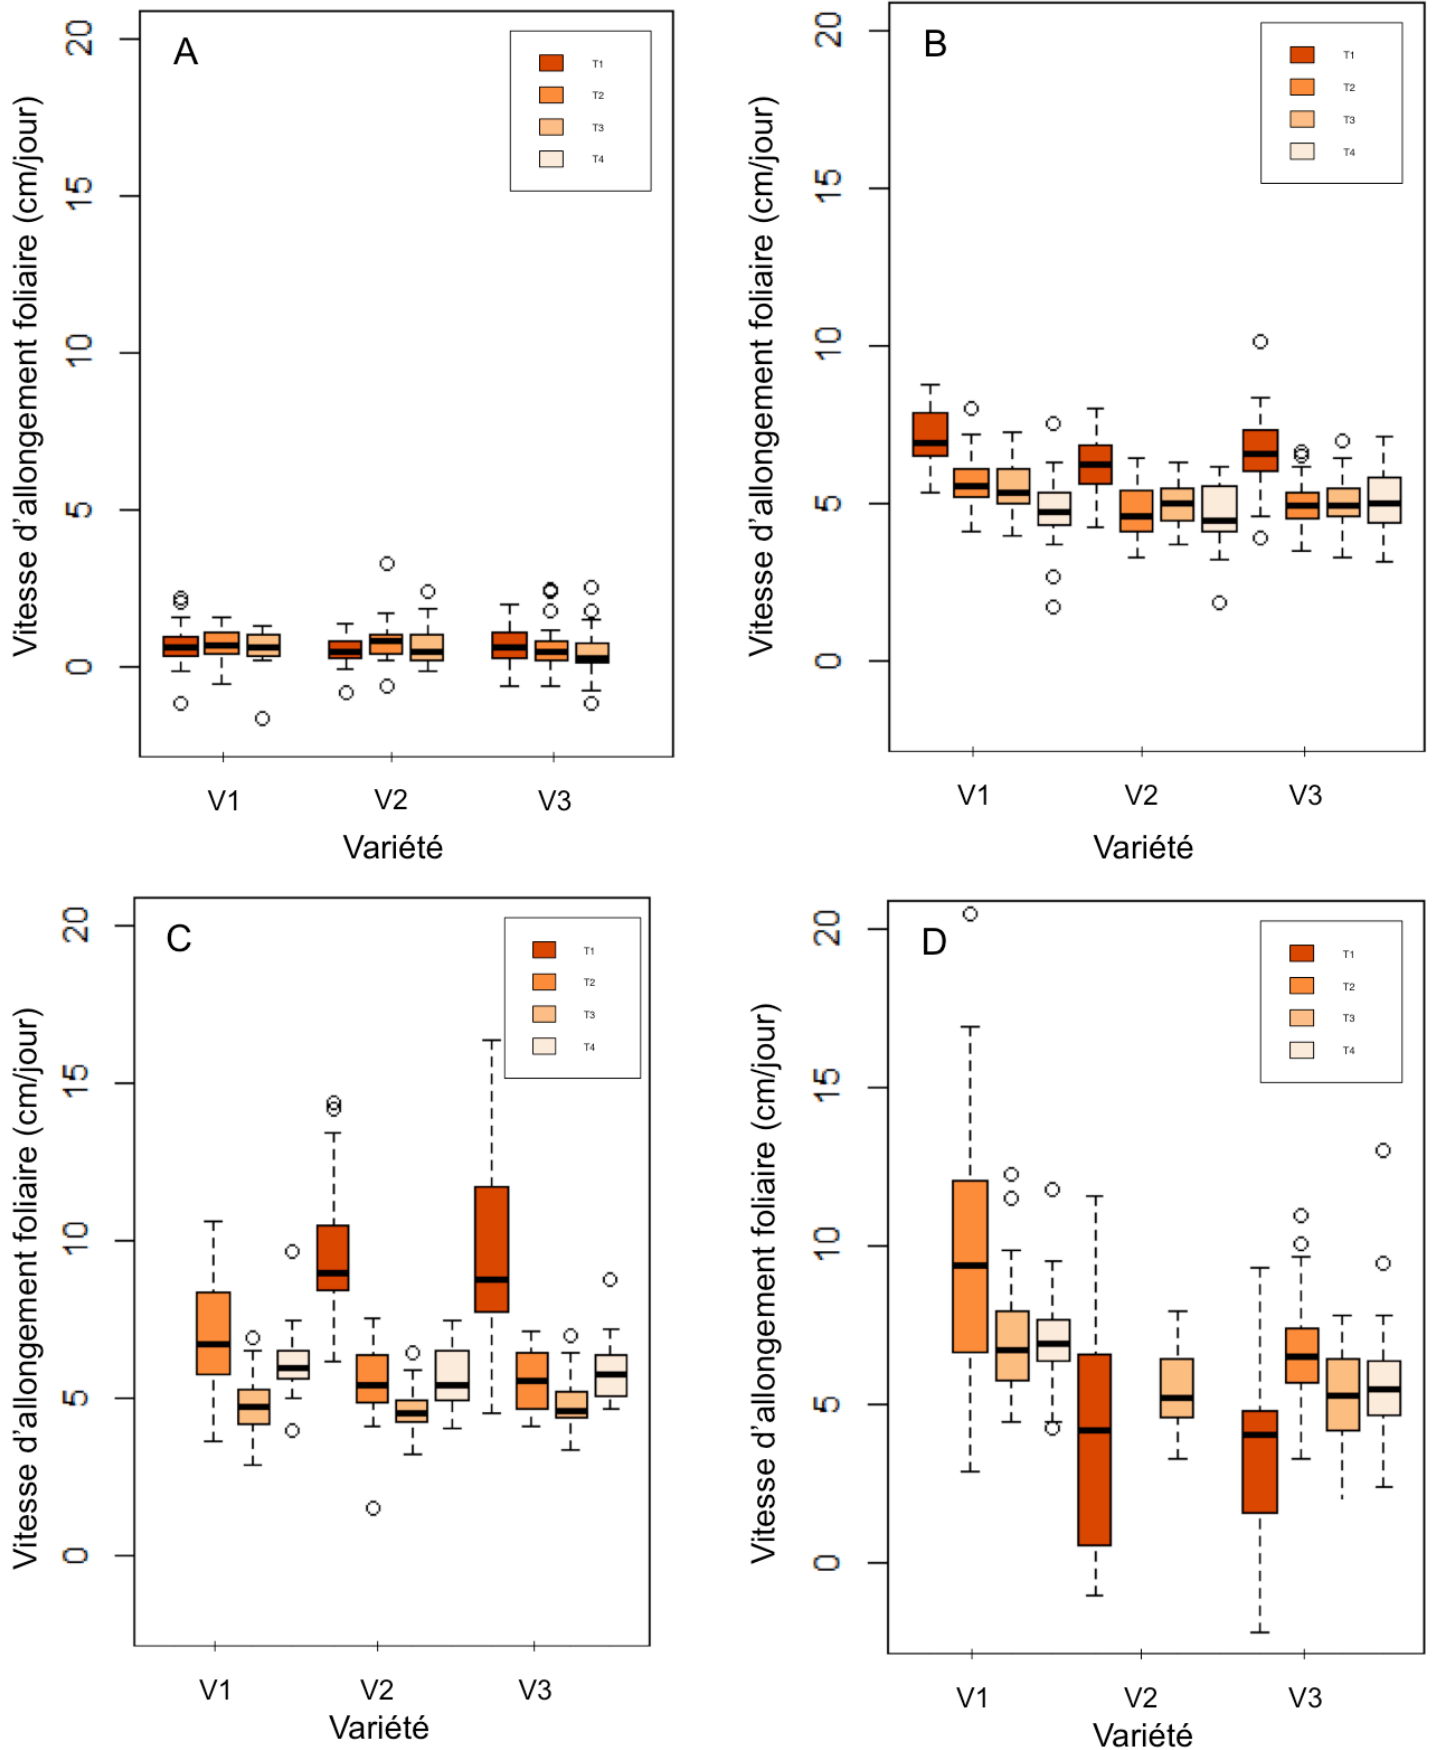 A
T1
T2
T3
T4
20
15
10
5
0
Vitesse d'allongement foliaire (cm/jour)
V1 V2 V3
Variété
B
T1
T2
T3
T4
20
15
10
5
0
Vitesse d'allongement foliaire (cm/jour)
V1 V2 V3
Variété
C
T1
T2
T3
T4
20
15
10
5
0
Vitesse d'allongement foliaire (cm/jour)
V1 V2 V3
Variété
D
T1
T2
T3
T4
20
15
10
5
0
Vitesse d'allongement foliaire (cm/jour)
V1 V2 V3
Variété